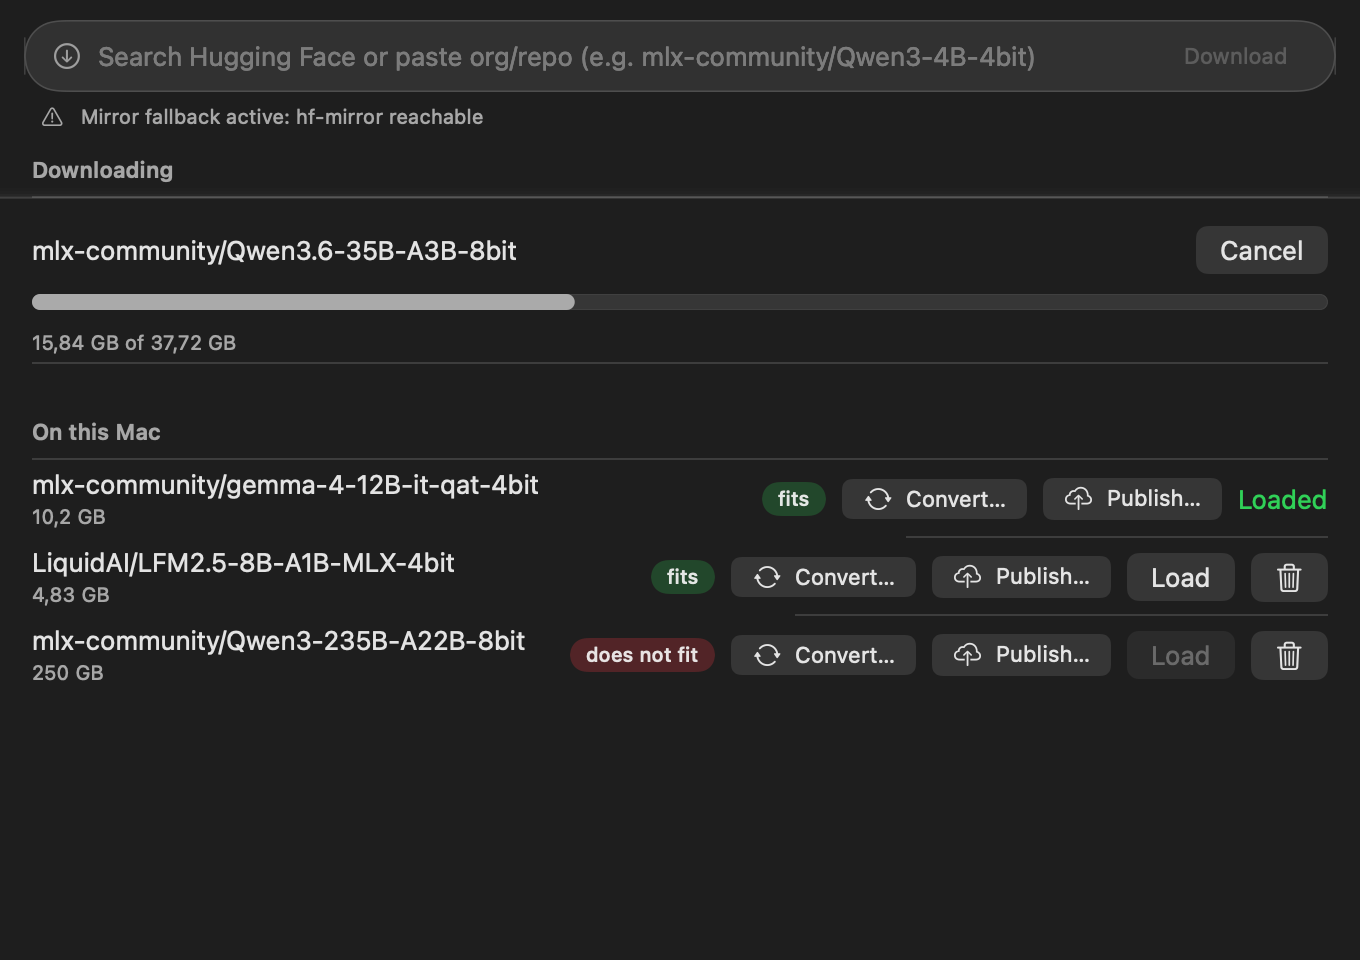 Search Hugging Face or paste org/repo (e.g. mlx-community/Qwen3-4B-4bit) Download
Mirror fallback active: hf-mirror reachable
Downloading
mlx-community/Qwen3.6-35B-A3B-8bit Cancel
15,84 GB of 37,72 GB
On this Mac
mlx-community/gemma-4-12B-it-qat-4bit fits Convert... Publish... Loaded
10,2 GB
LiquidAI/LFM2.5-8B-A1B-MLX-4bit fits Convert... Publish... Load
4,83 GB
mlx-community/Qwen3-235B-A22B-8bit does not fit Convert... Publish... Load
250 GB